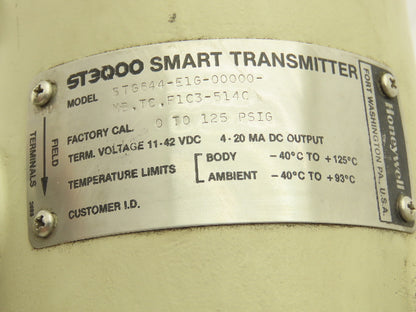 ST3000 SMART TRANSMITTER
MODEL STG644-E1G-00000-
MB,TC,F1C3-514C
FACTORY CAL. 0 TO 125 PSIG
TERM. VOLTAGE 11-42 VDC 4-20 MA DC OUTPUT
TEMPERATURE LIMITS
BODY -40°C TO +125°C
AMBIENT -40°C TO +93°C
CUSTOMER I.D.
FIELD
TERMINALS
Honeywell
FORT WASHINGTON, PA., U.S.A.